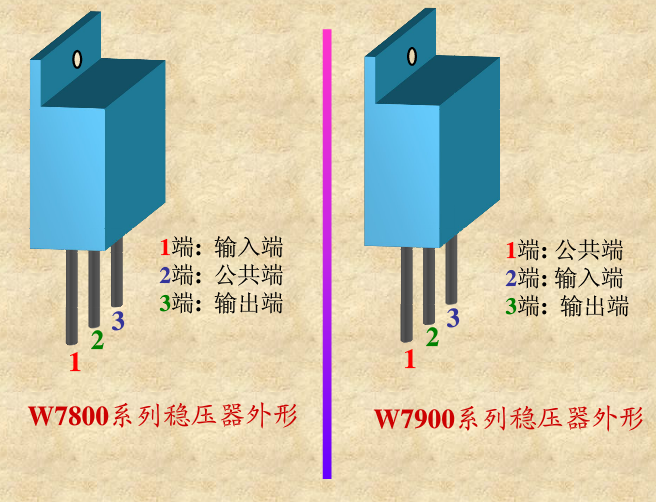 1端: 输入端
2端: 公共端
3端: 输出端
1
2
3
W7800系列稳压器外形
1端: 公共端
2端: 输入端
3端: 输出端
1
2
3
W7900系列稳压器外形